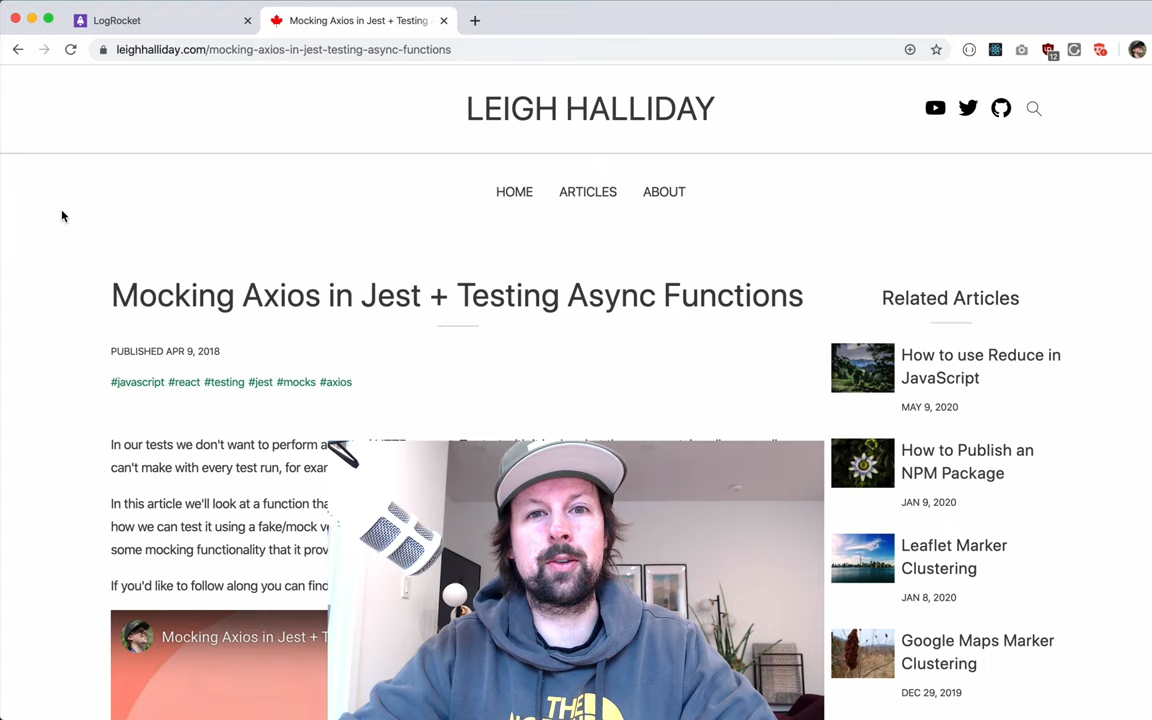 LogRocket
Mocking Axios in Jest + Testing
leighhalliday.com/mocking-axios-in-jest-testing-async-functions
12
LEIGH HALLIDAY
HOME ARTICLES ABOUT
Mocking Axios in Jest + Testing Async Functions
PUBLISHED APR 9, 2018
#javascript #react #testing #jest #mocks #axios
In our tests we don't want to perform a
can't make with every test run, for exam
In this article we'll look at a function tha
how we can test it using a fake/mock ve
some mocking functionality that it prov
If you'd like to follow along you can find
Mocking Axios in Jest + T
Related Articles
How to use Reduce in
JavaScript
MAY 9, 2020
How to Publish an
NPM Package
JAN 9, 2020
Leaflet Marker
Clustering
JAN 8, 2020
Google Maps Marker
Clustering
DEC 29, 2019
THE